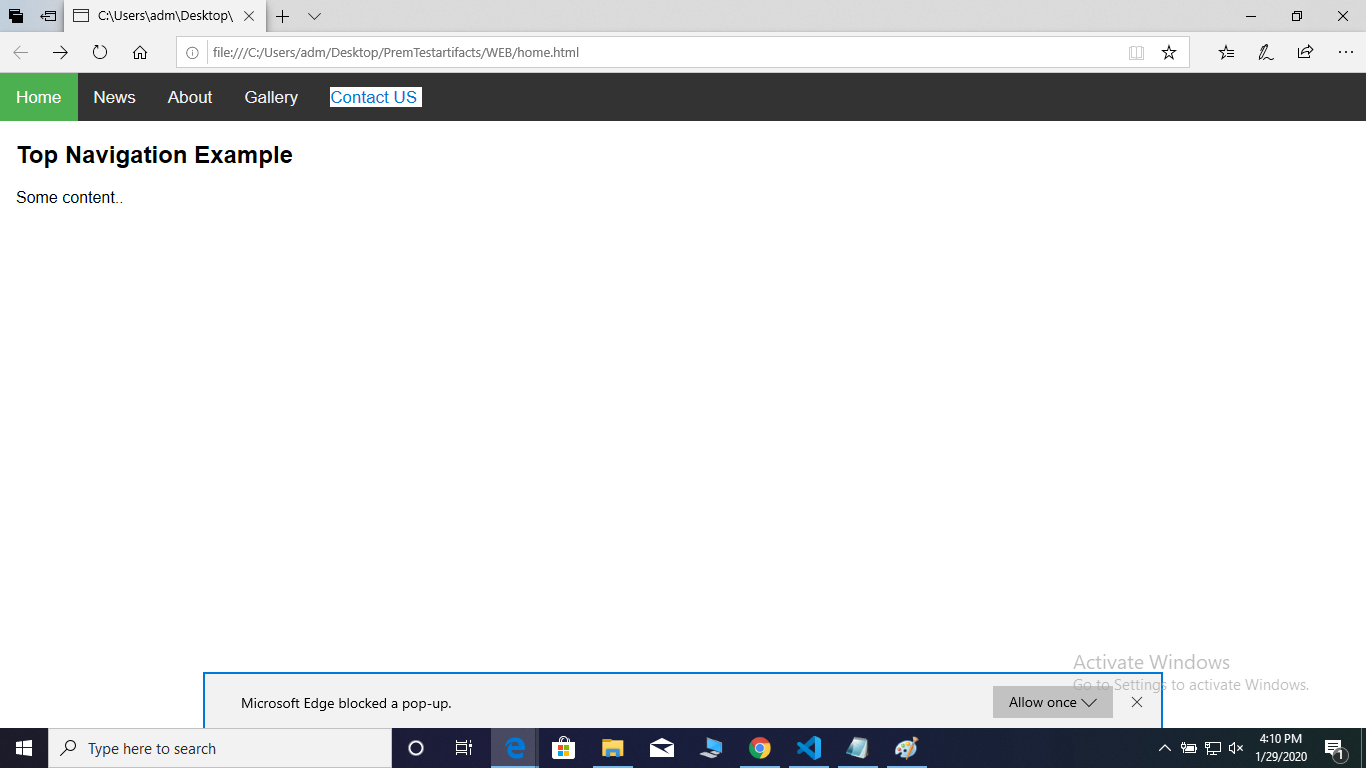 C:\Users\adm\Desktop\
file:///C:/Users/adm/Desktop/PremTestartifacts/WEB/home.html
Home News About Gallery Contact US
Top Navigation Example
Some content..
Activate Windows
Go to Settings to activate Windows.
Microsoft Edge blocked a pop-up.
Allow once
Type here to search
4:10 PM
1/29/2020
1